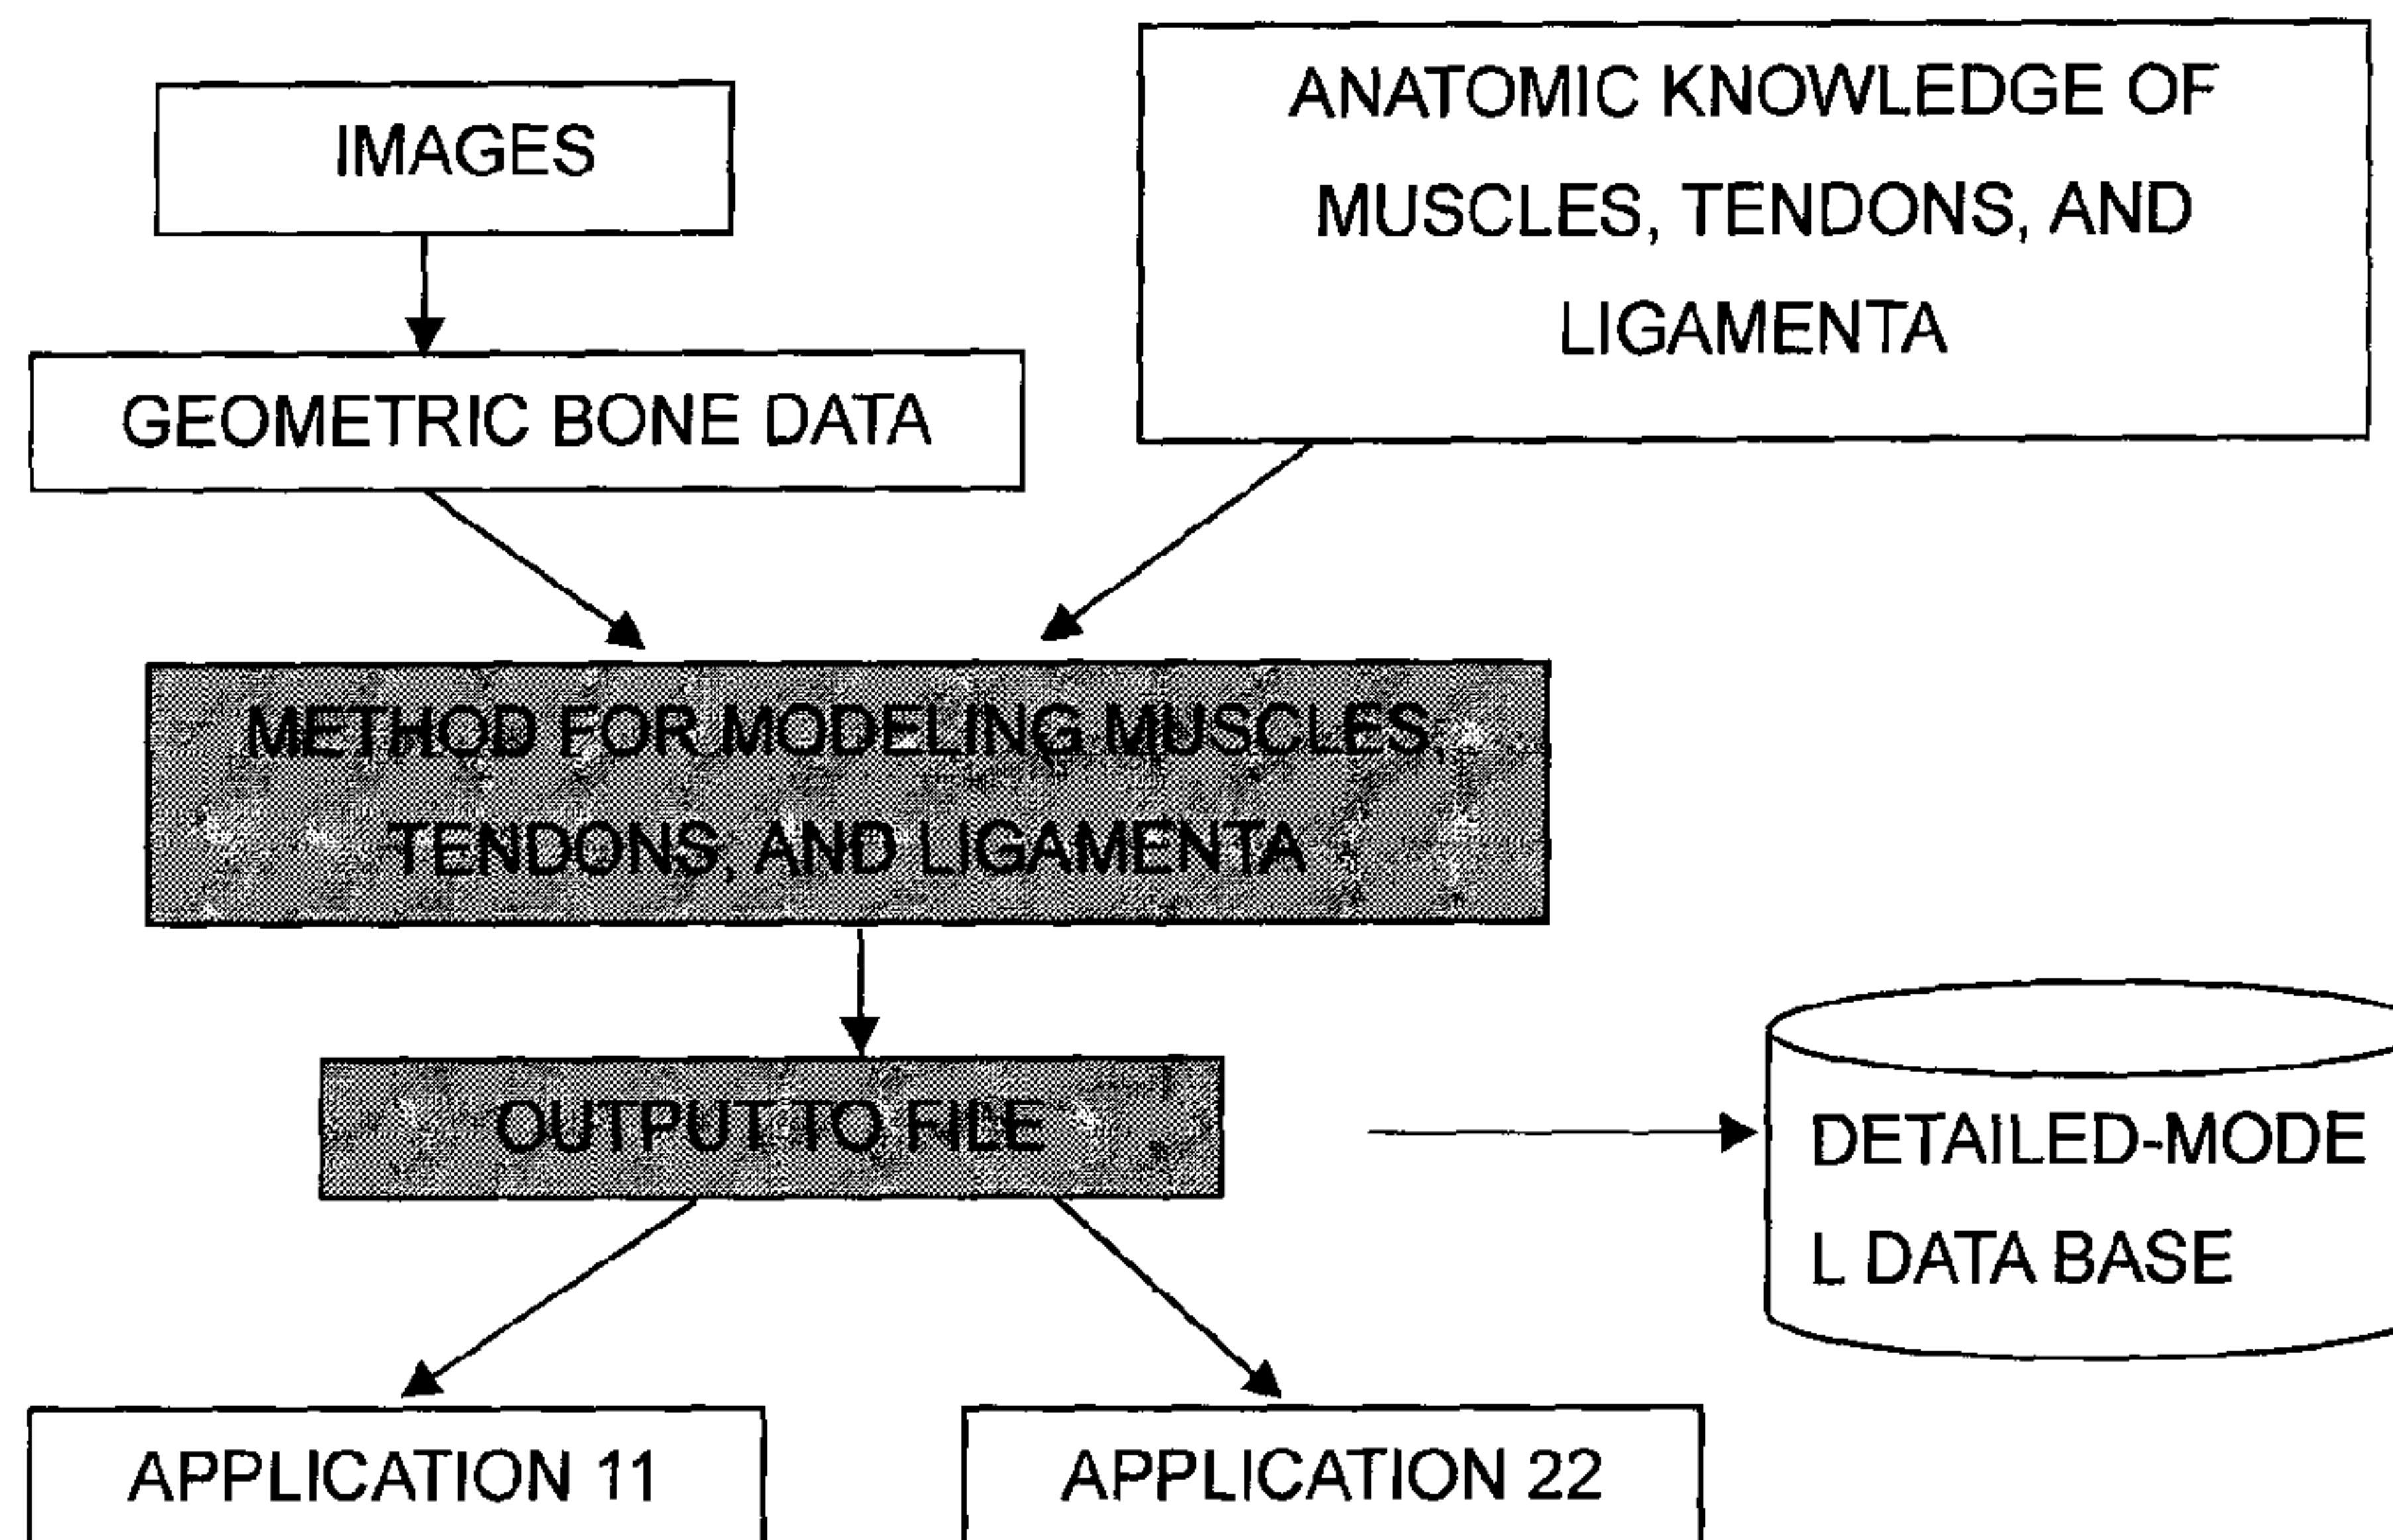 IMAGES
ANATOMIC KNOWLEDGE OF
MUSCLES, TENDONS, AND
LIGAMENTA
GEOMETRIC BONE DATA
METHOD FOR MODELING MUSCLES,
TENDONS, AND LIGAMENTA
OUTPUT TO FILE
DETAILED-MODE
L DATA BASE
APPLICATION 11
APPLICATION 22